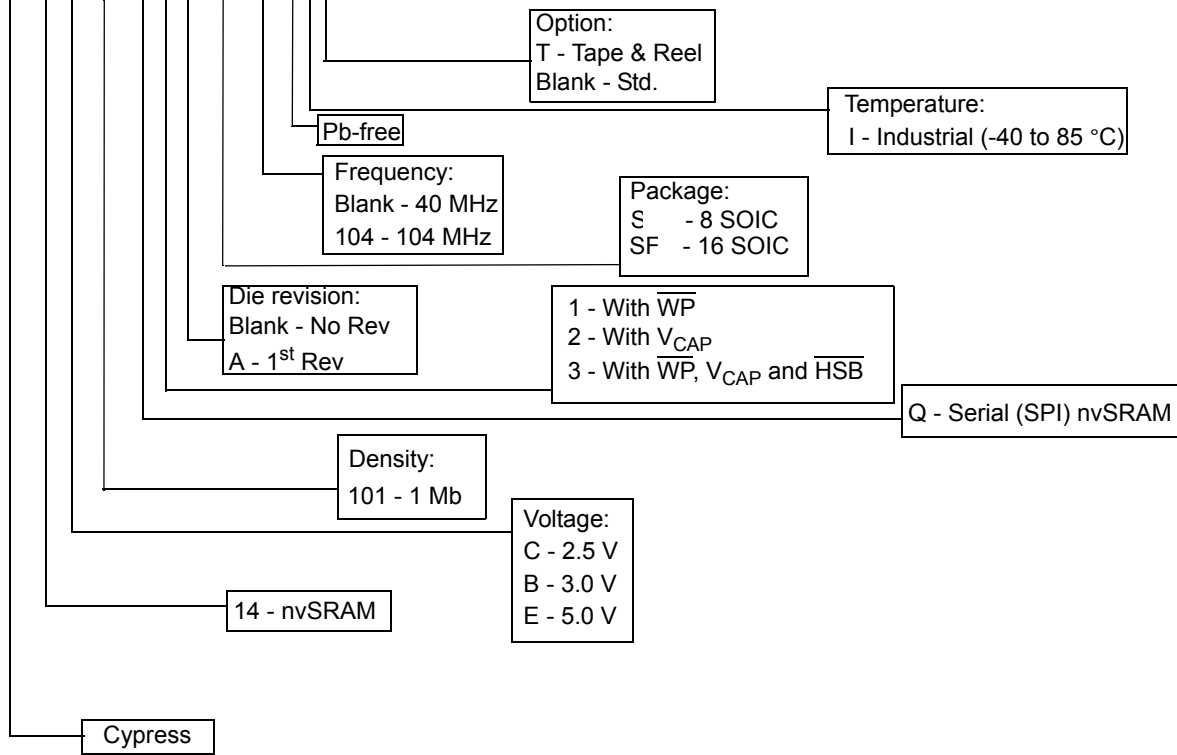 Option:
T - Tape & Reel
Blank - Std.
Temperature:
I - Industrial (-40 to 85 °C)
Pb-free
Frequency:
Blank - 40 MHz
104 - 104 MHz
Package:
S - 8 SOIC
SF - 16 SOIC
Die revision:
Blank - No Rev
A - 1st Rev
1 - With W̅P̅
2 - With VCAP
3 - With W̅P̅, VCAP and H̅S̅B̅
Q - Serial (SPI) nvSRAM
Density:
101 - 1 Mb
Voltage:
C - 2.5 V
B - 3.0 V
E - 5.0 V
14 - nvSRAM
Cypress